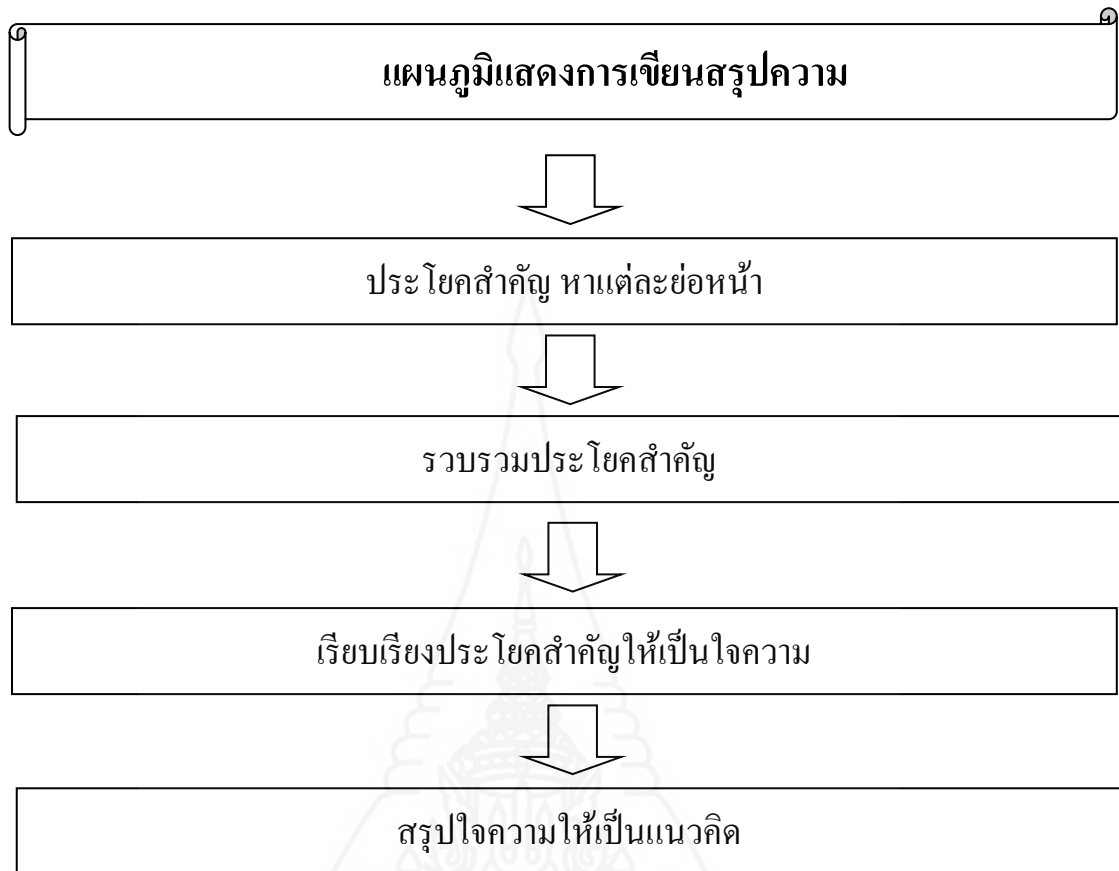 แผนภูมิแสดงการเขียนสรุปความ
ประโยคสำคัญ หาแต่ละย่อหน้า
รวบรวมประโยคสำคัญ
เรียบเรียงประโยคสำคัญให้เป็นใจความ
สรุปใจความให้เป็นแนวคิด